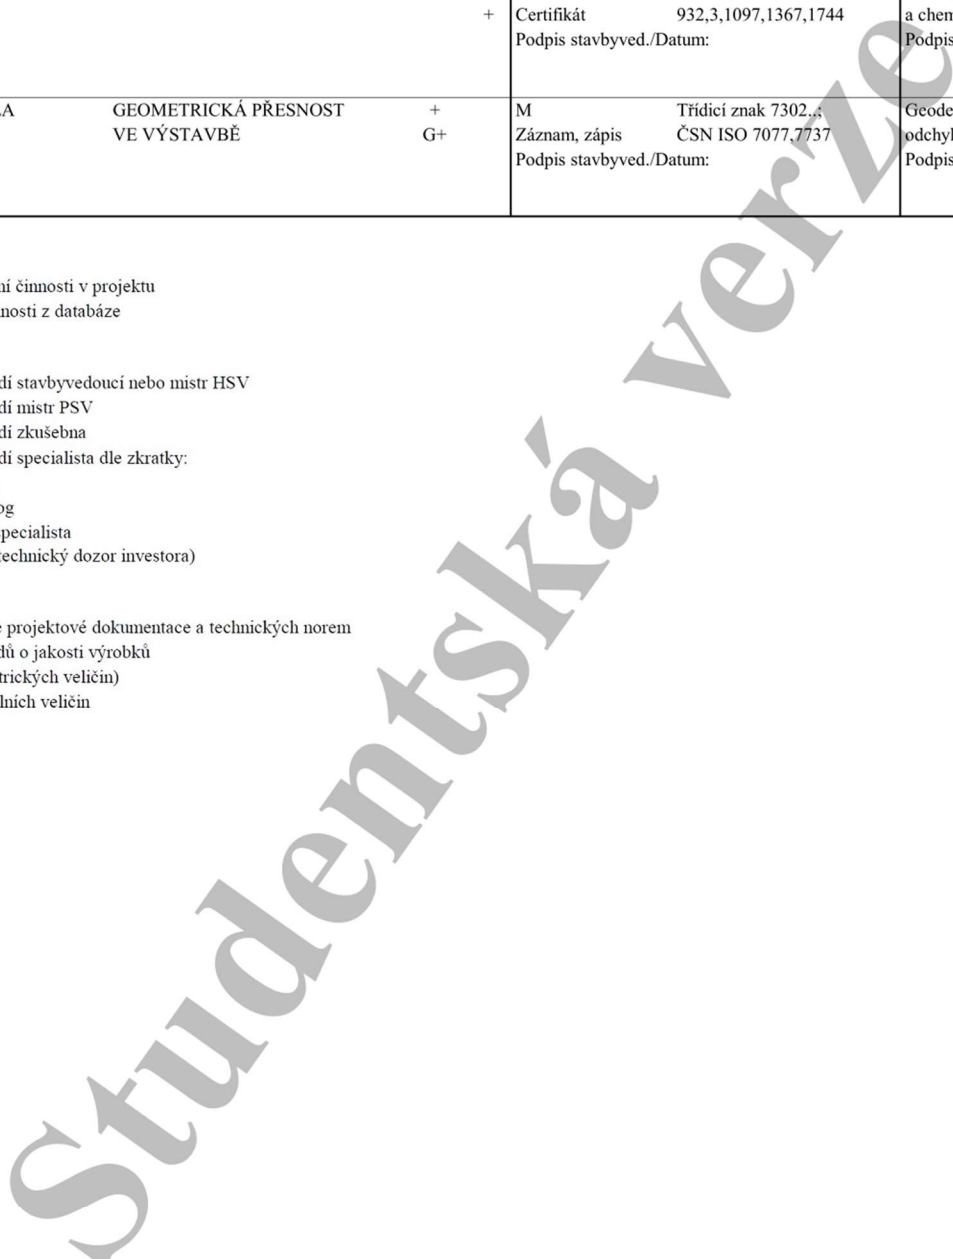 + Certifikát 932,3,1097,1367,1744 a chem
Podpis stavbyved./Datum: Podpis
LA GEOMETRICKÁ PŘESNOST + M Třídicí znak 7302..; Geode
VE VÝSTAVBĚ G+ Záznam, zápis ČSN ISO 7077,7737 odchyl
Podpis stavbyved./Datum: Podpis
ní činnosti v projektu
nnosti z databáze
dí stavbyvedoucí nebo mistr HSV
dí mistr PSV
dí zkušebna
dí specialista dle zkratky:
og
specialista
technický dozor investora)
e projektové dokumentace a technických norem
dů o jakosti výrobků
trických veličin)
lních veličin
Studentská verze